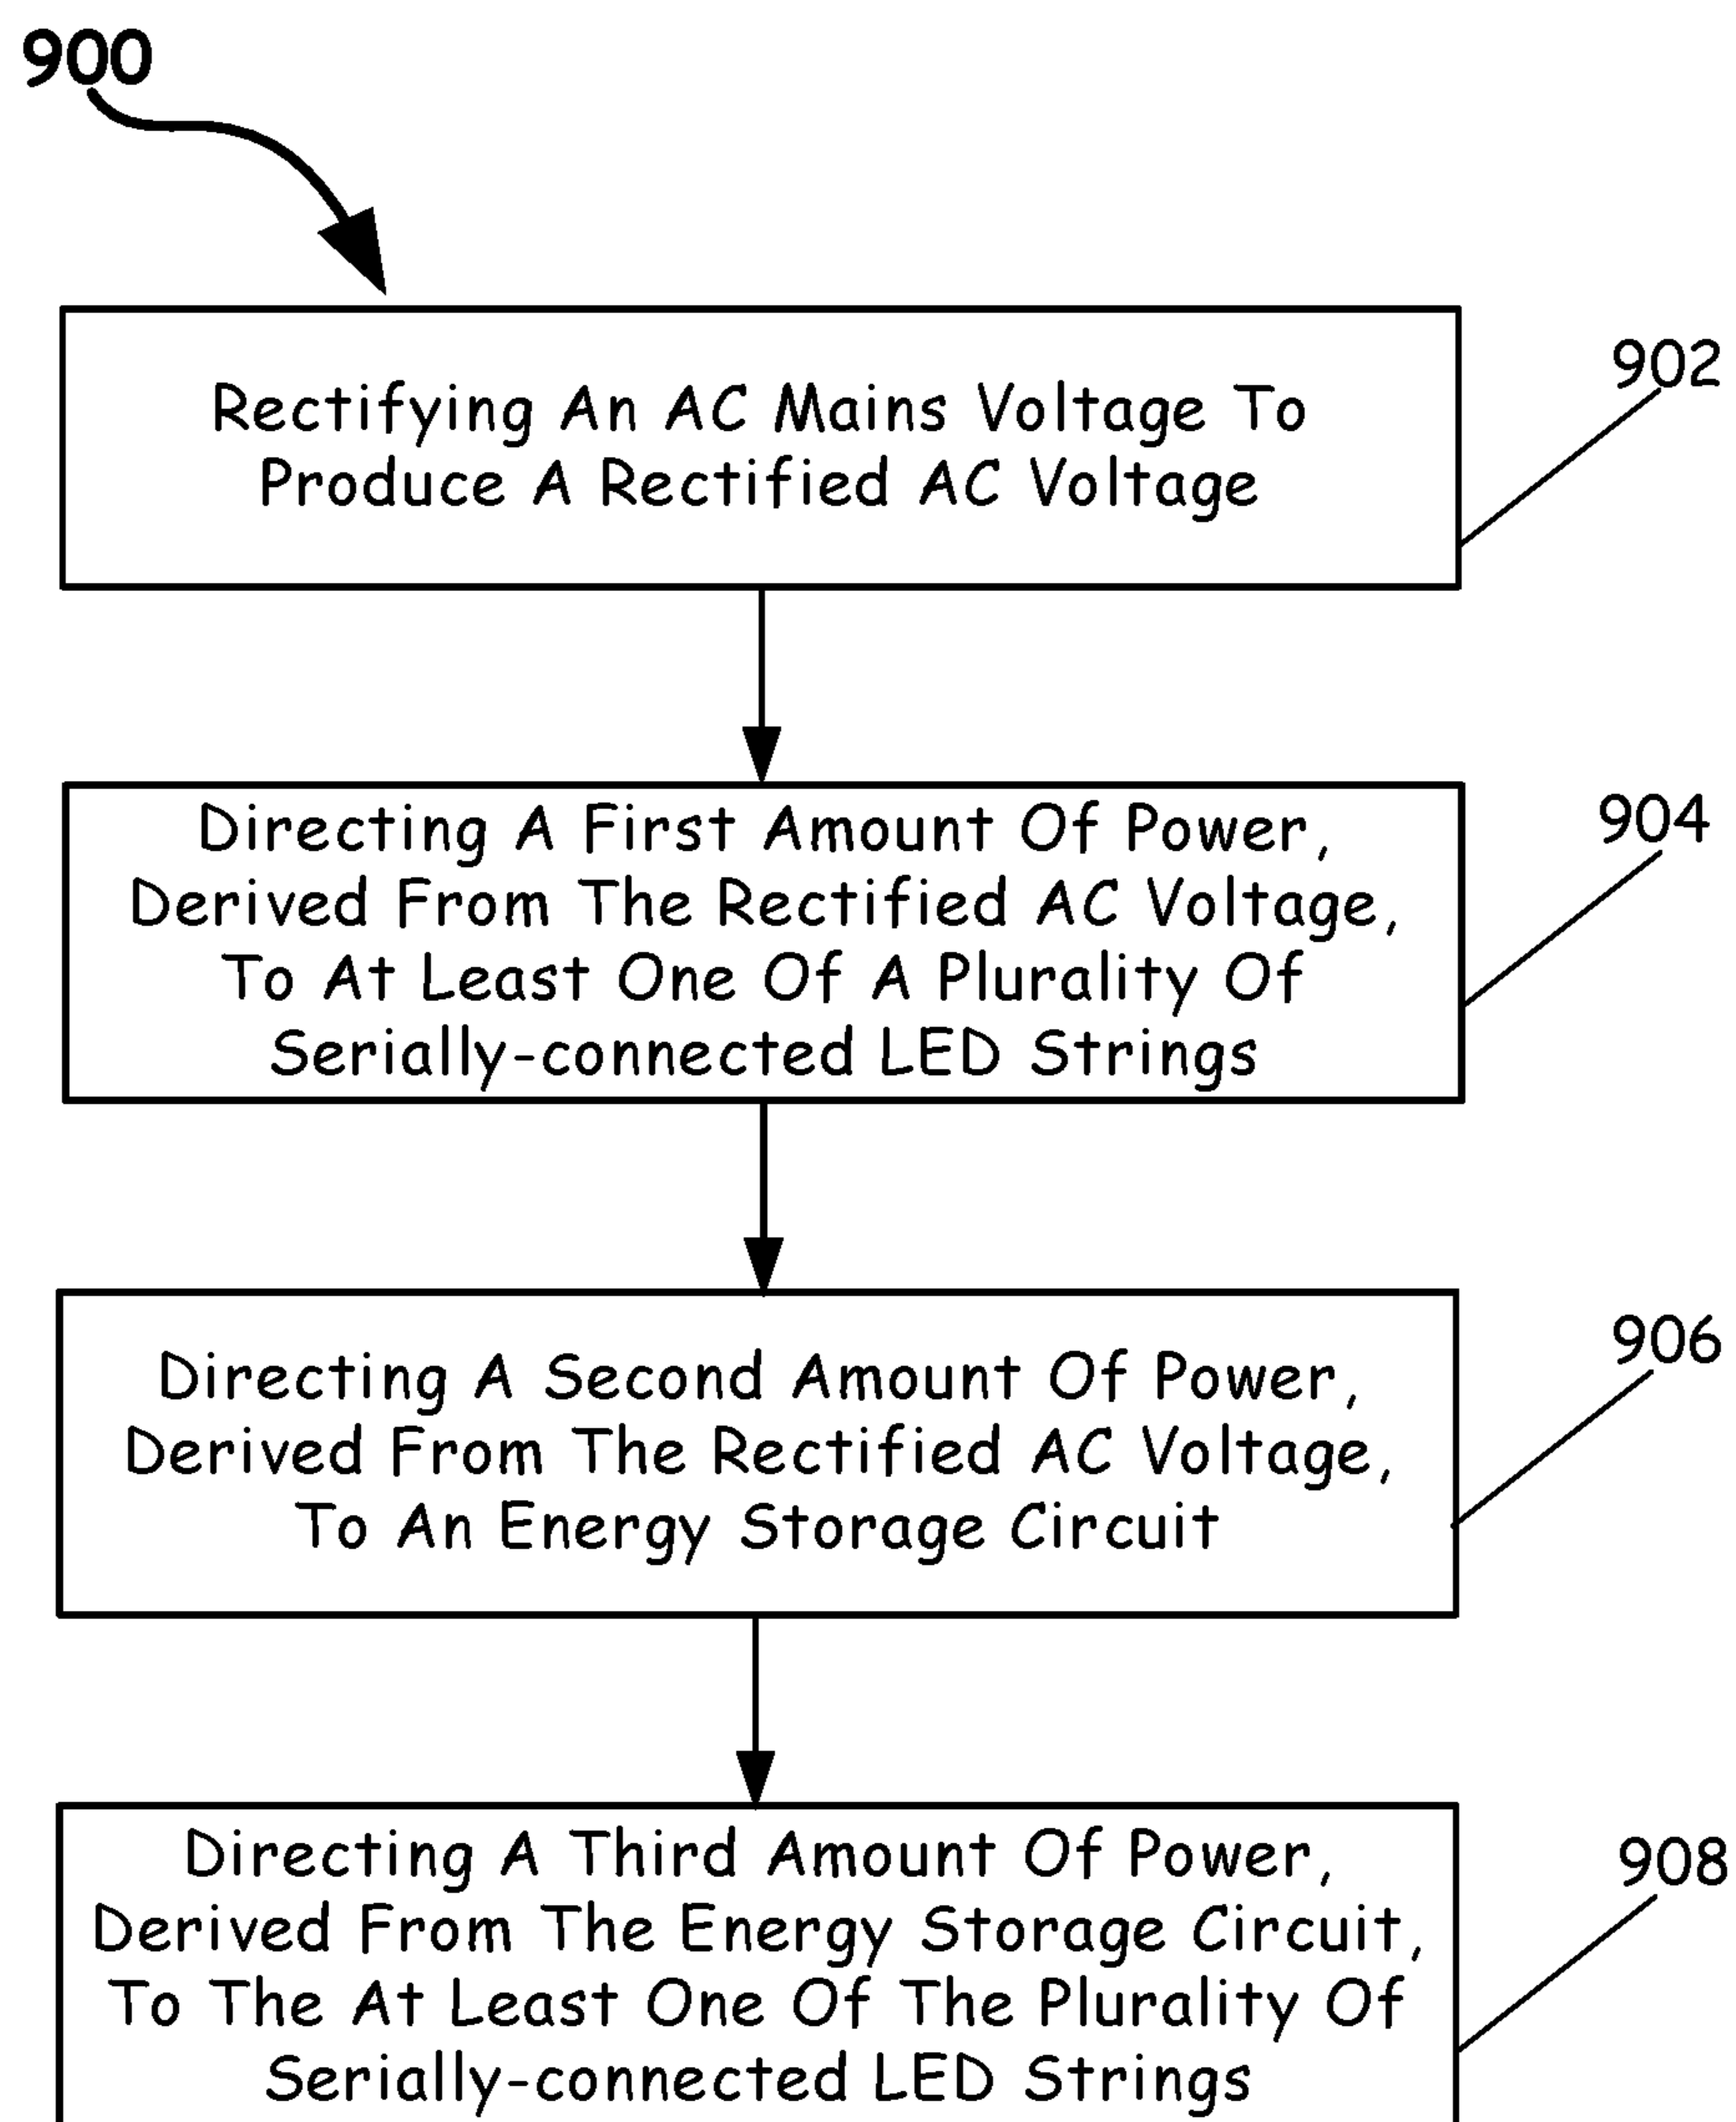 900
Rectifying An AC Mains Voltage To
Produce A Rectified AC Voltage
902
Directing A First Amount Of Power,
Derived From The Rectified AC Voltage,
To At Least One Of A Plurality Of
Serially-connected LED Strings
904
Directing A Second Amount Of Power,
Derived From The Rectified AC Voltage,
To An Energy Storage Circuit
906
Directing A Third Amount Of Power,
Derived From The Energy Storage Circuit,
To The At Least One Of The Plurality Of
Serially-connected LED Strings
908